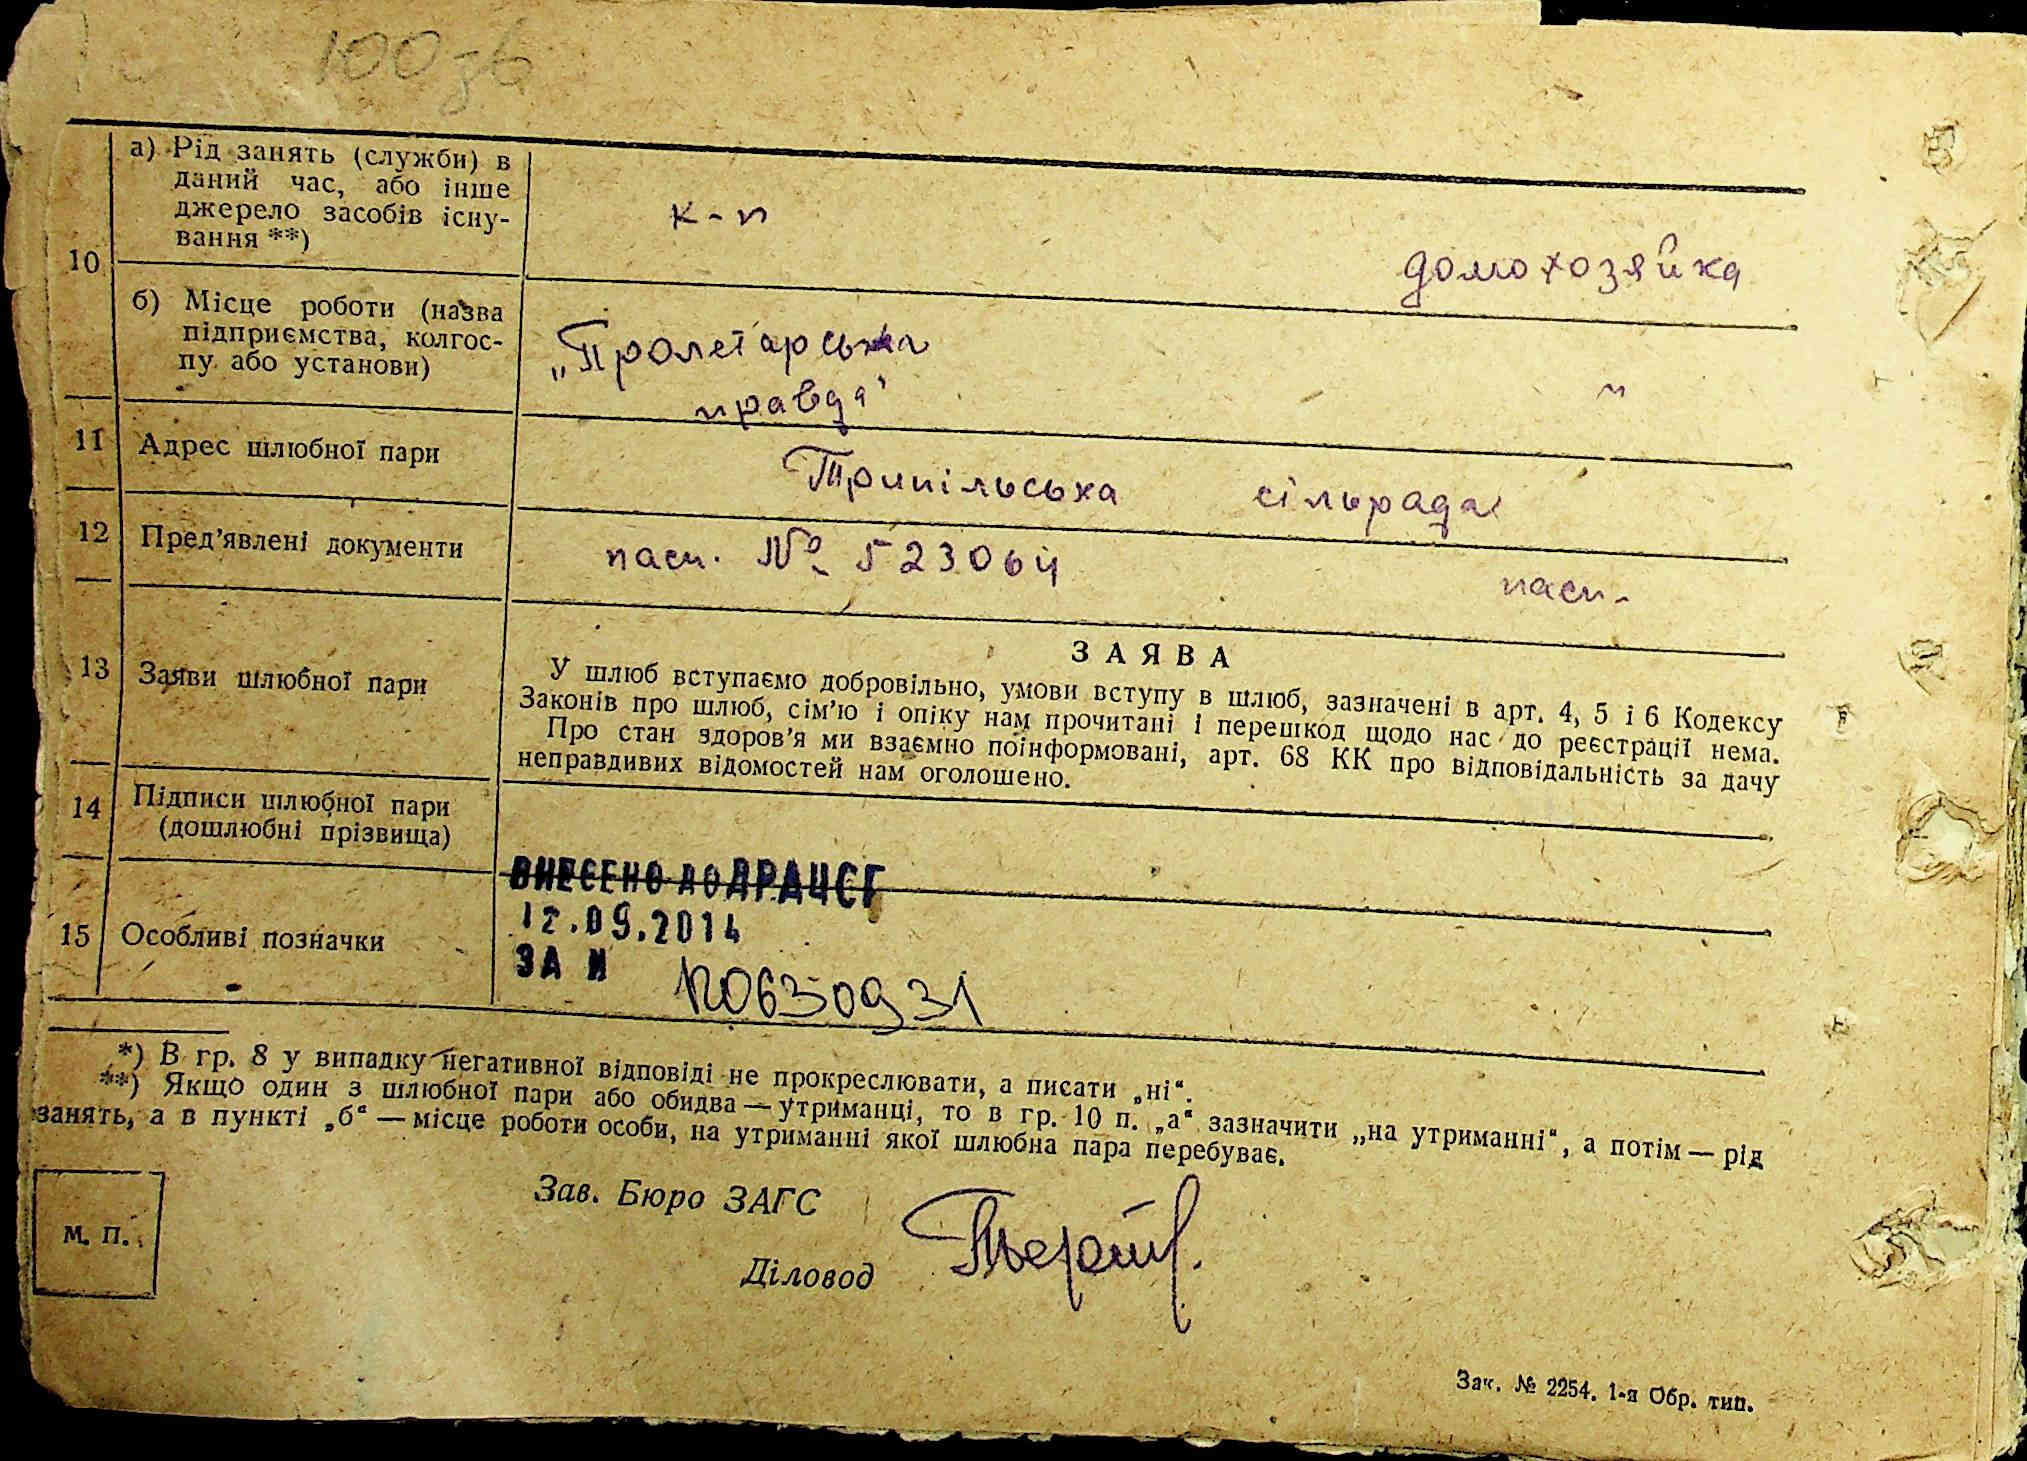 100 зв
10
а) Рід занять (служби) в
даний час, або інше
джерело засобів існу-
вання **)
к-п
домохозяйка
б) Місце роботи (назва
підприємства, колгос-
пу або установи)
„Пролетарська
правда"
"
11
Адрес шлюбної пари
Трипільська сільрада
12
Пред'явлені документи
пасп. № 523064
пасп.
13
Заяви шлюбної пари
ЗАЯВА
У шлюб вступаємо добровільно, умови вступу в шлюб, зазначені в арт. 4, 5 і 6 Кодексу
Законів про шлюб, сім'ю і опіку нам прочитані і перешкод щодо нас до реєстрації нема.
Про стан здоров'я ми взаємно поінформовані, арт. 68 КК про відповідальність за дачу
неправдивих відомостей нам оголошено.
14
Підписи шлюбної пари
(дошлюбні прізвища)
15
Особливі позначки
ВНЕСЕНО ДО ДРАЦСГ
12.09.2014
ЗА И 120630931
*) В гр. 8 у випадку негативної відповіді не прокреслювати, а писати „ні“.
**) Якщо один з шлюбної пари або обидва — утриманці, то в гр. 10 п. „а“ зазначити „на утриманні“, а потім — рід
занять, а в пункті „б“ — місце роботи особи, на утриманні якої шлюбна пара перебуває.
Зав. Бюро ЗАГС
М. П.
Діловод
Зак. № 2254. 1-я Обр. тип.